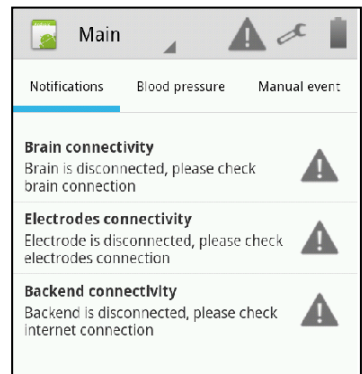 Main
Notifications Blood pressure Manual event
Brain connectivity
Brain is disconnected, please check
brain connection
Electrodes connectivity
Electrode is disconnected, please check
electrodes connection
Backend connectivity
Backend is disconnected, please check
internet connection